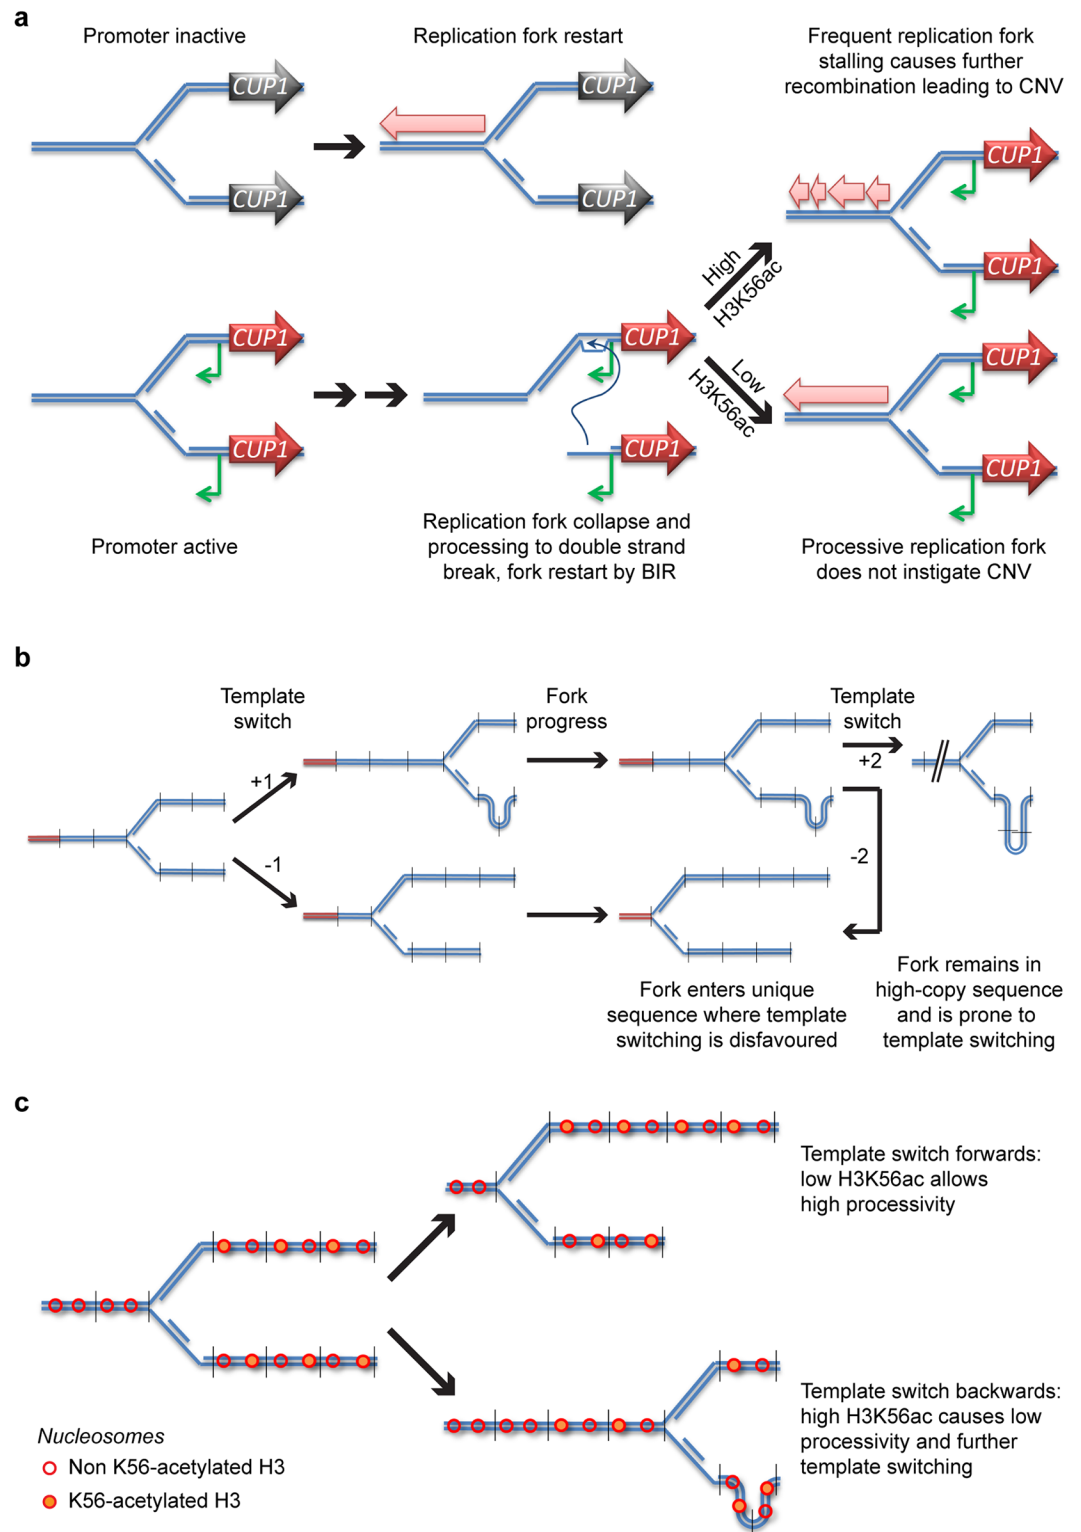 a
Promoter inactive
Replication fork restart
Frequent replication fork
stalling causes further
recombination leading to CNV
CUP1
CUP1
CUP1
CUP1
CUP1
CUP1
High
H3K56ac
CUP1
CUP1
CUP1
CUP1
Low
H3K56ac
CUP1
CUP1
Promoter active
Replication fork collapse and
processing to double strand
break, fork restart by BIR
Processive replication fork
does not instigate CNV
b
Template
switch
Fork
progress
Template
switch
+1
+2
-1
-2
Fork enters unique
sequence where template
switching is disfavoured
Fork remains in
high-copy sequence
and is prone to
template switching
c
Template switch forwards:
low H3K56ac allows
high processivity
Template switch backwards:
high H3K56ac causes low
processivity and further
template switching
Nucleosomes
Non K56-acetylated H3
K56-acetylated H3